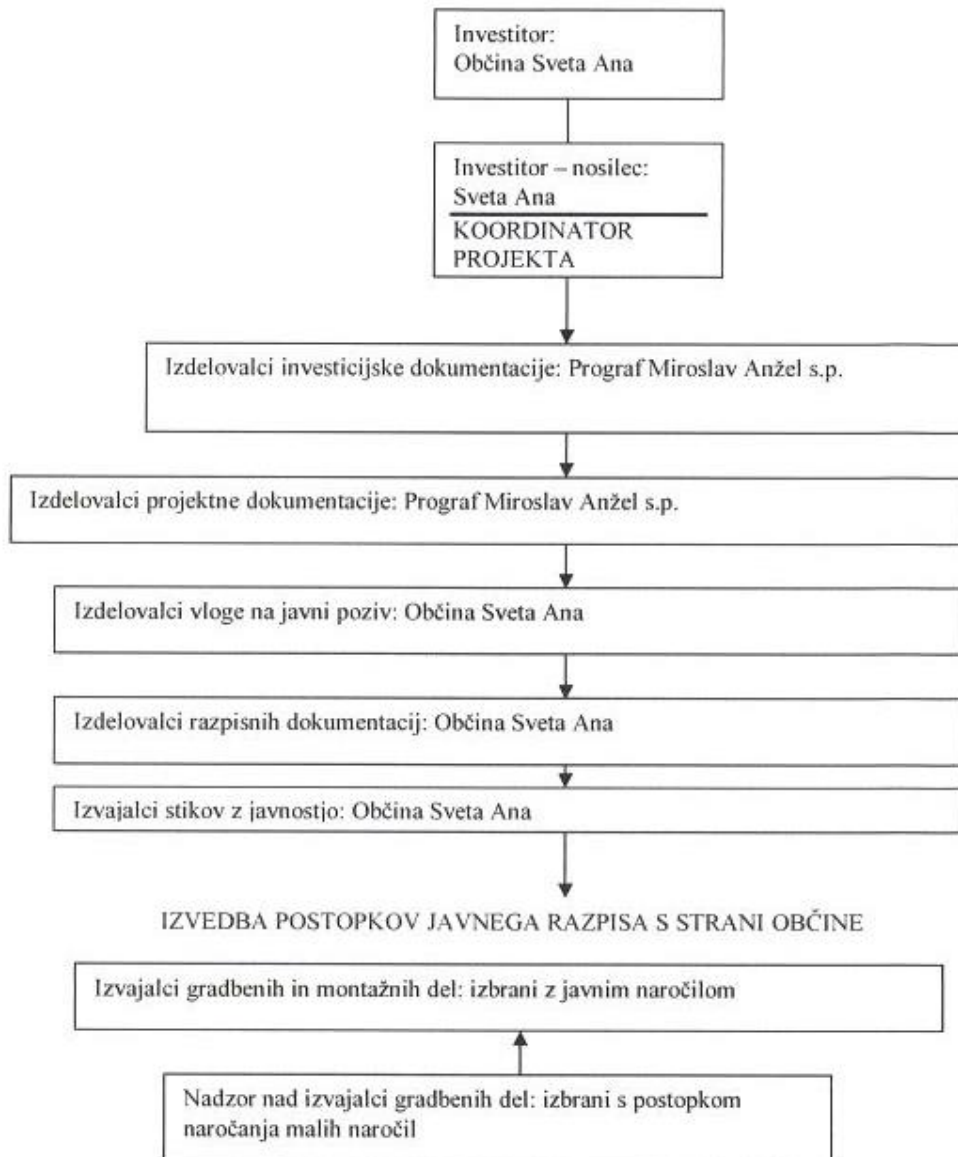 Investitor:
Občina Sveta Ana
Investitor – nosilec:
Sveta Ana
KOORDINATOR
PROJEKTA
Izdelovalci investicijske dokumentacije: Prograf Miroslav Anžel s.p.
Izdelovalci projektne dokumentacije: Prograf Miroslav Anžel s.p.
Izdelovalci vloge na javni poziv: Občina Sveta Ana
Izdelovalci razpisnih dokumentacij: Občina Sveta Ana
Izvajalci stikov z javnostjo: Občina Sveta Ana
IZVEDBA POSTOPKOV JAVNEGA RAZPISA S STRANI OBČINE
Izvajalci gradbenih in montažnih del: izbrani z javnim naročilom
Nadzor nad izvajalci gradbenih del: izbrani s postopkom
naročanja malih naročil